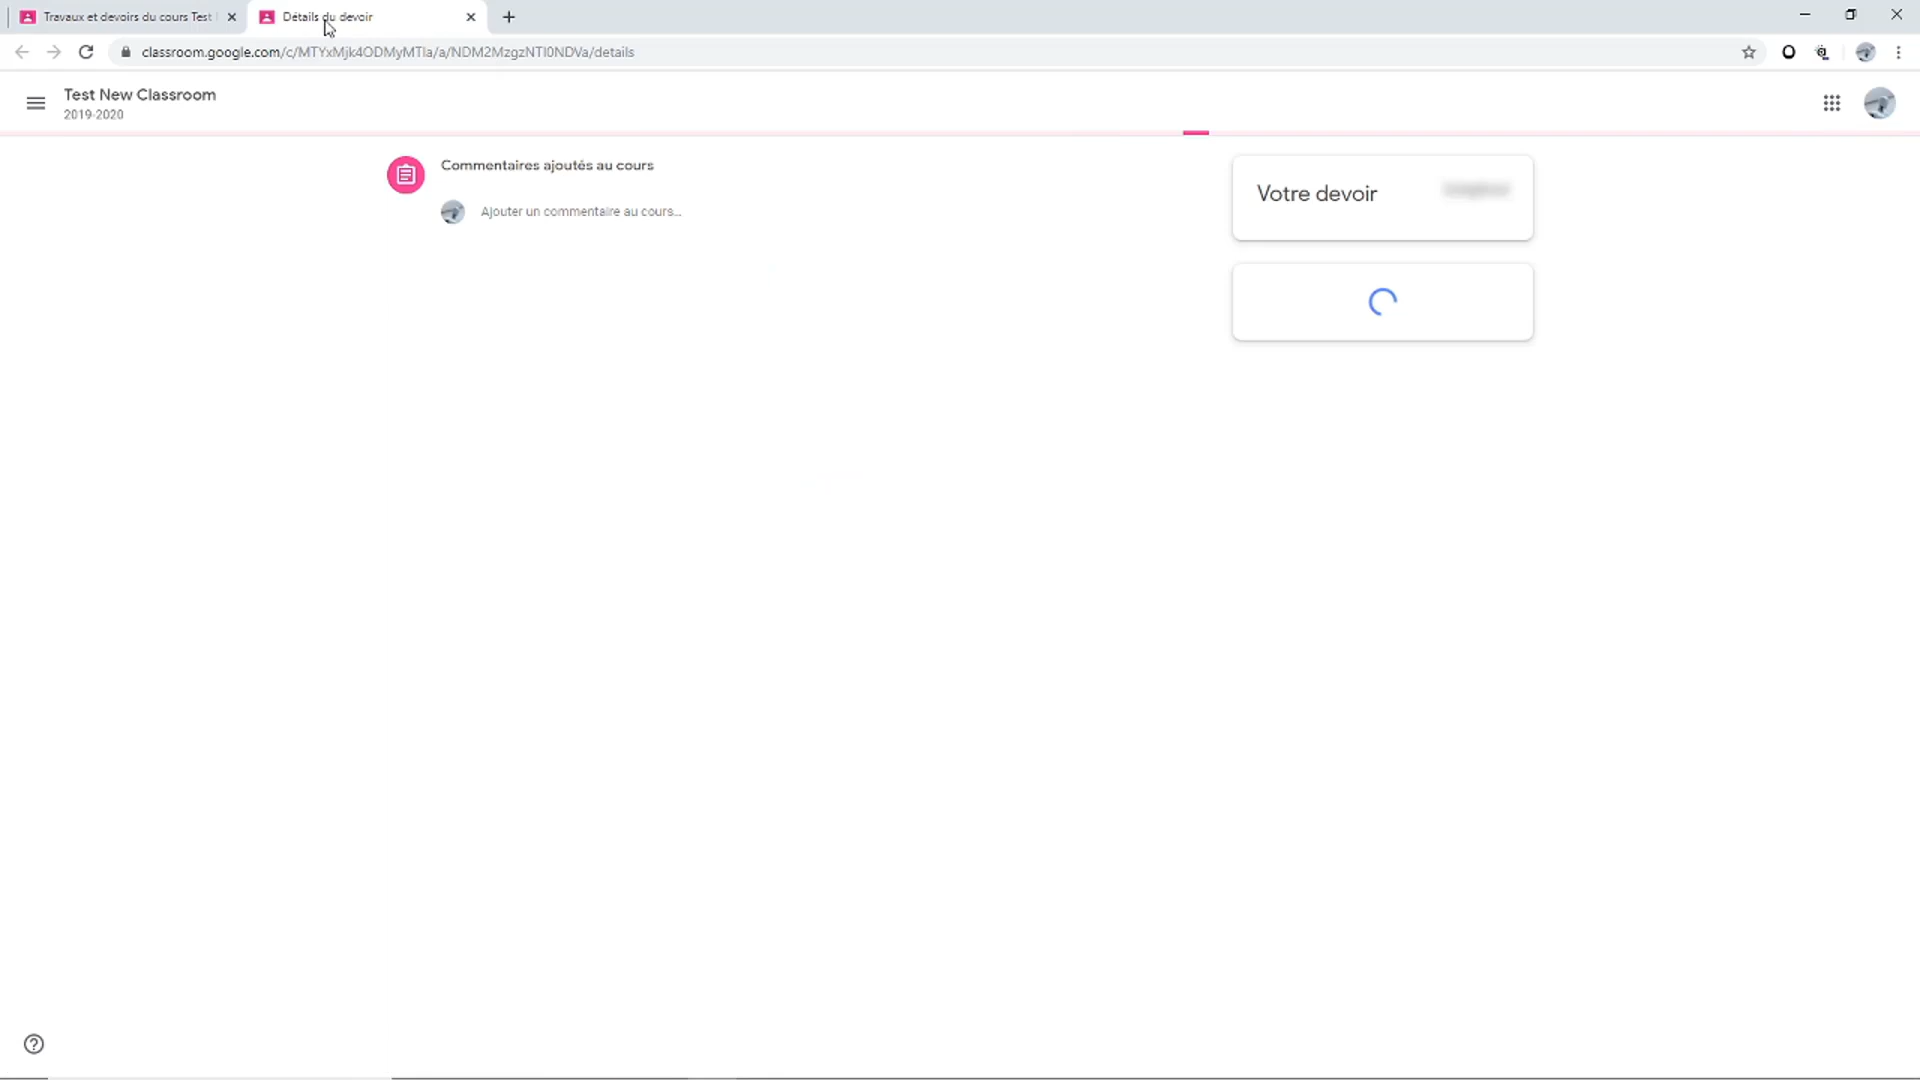 Travaux et devoirs du cours Test
Détails du devoir
classroom.google.com/c/MTYxMjk4ODMyMTIa/a/NDM2MzgzNTI0NDVa/details
Test New Classroom
2019-2020
Commentaires ajoutés au cours
Ajouter un commentaire au cours...
Votre devoir